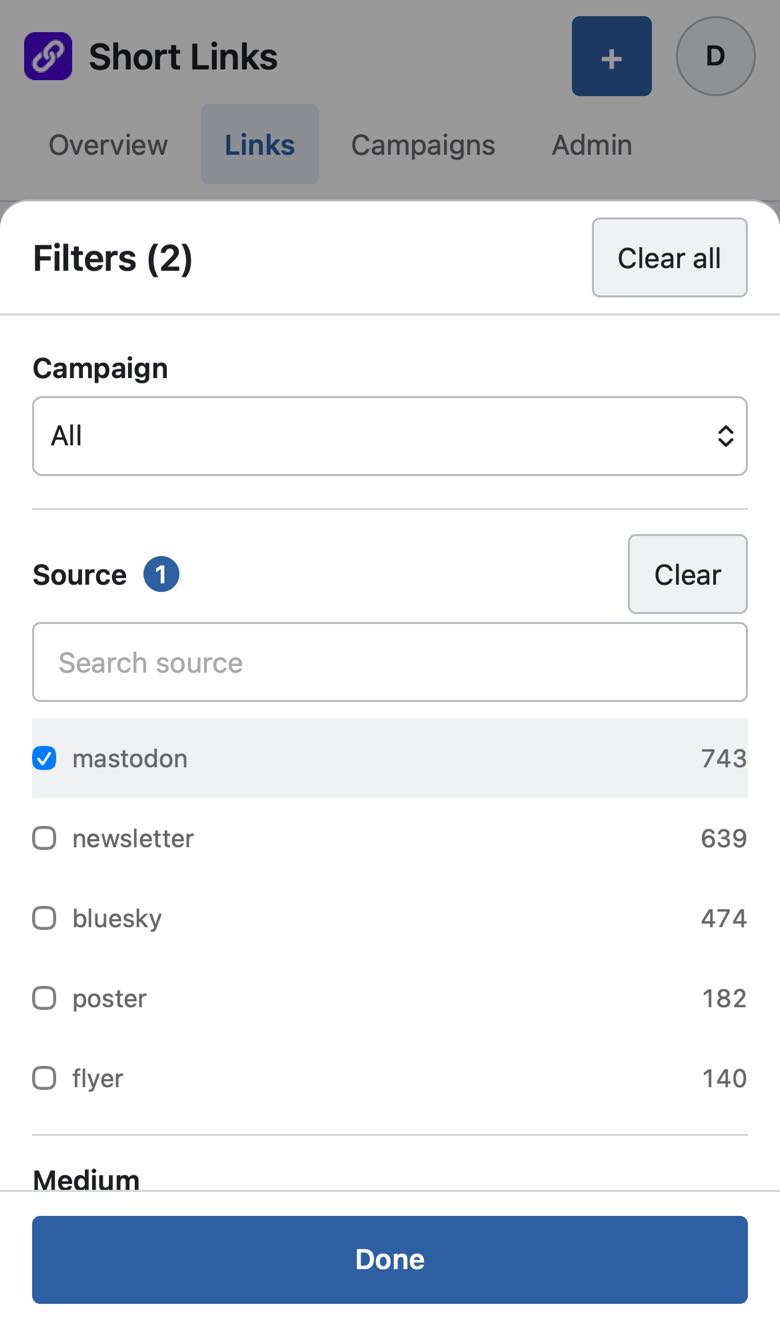 Short Links
+
D
Overview Links Campaigns Admin
Filters (2)
Clear all
Campaign
All
Source 1
Clear
Search source
mastodon 743
newsletter 639
bluesky 474
poster 182
flyer 140
Medium
Done